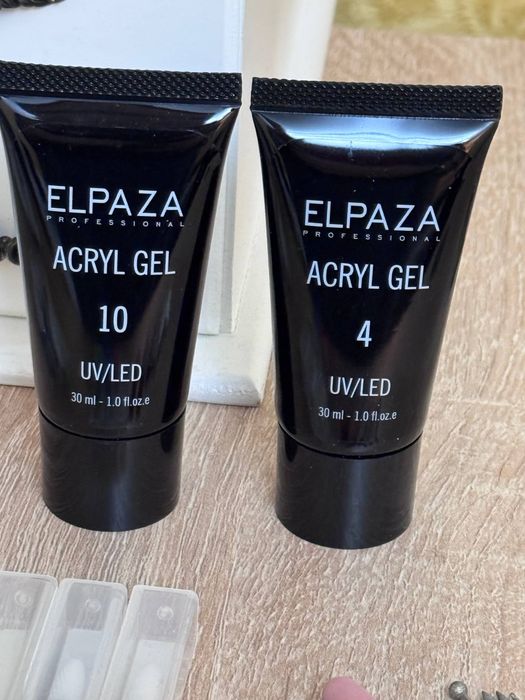 ELPAZA
PROFESSIONAL
ACRYL GEL
10
UV/LED
30 ml - 1.0 fl.oz.e
ELPAZA
PROFESSIONAL
ACRYL GEL
4
UV/LED
30 ml - 1.0 fl.oz.e